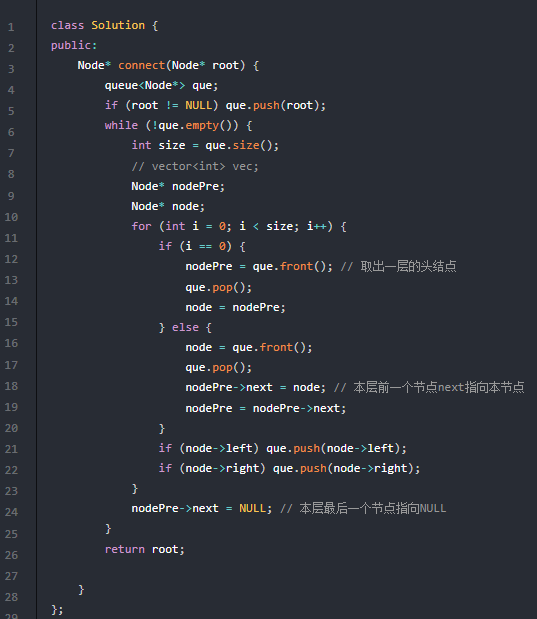 1 class Solution {
2 public:
3     Node* connect(Node* root) {
4         queue<Node*> que;
5         if (root != NULL) que.push(root);
6         while (!que.empty()) {
7             int size = que.size();
8             // vector<int> vec;
9             Node* nodePre;
10             Node* node;
11             for (int i = 0; i < size; i++) {
12                 if (i == 0) {
13                     nodePre = que.front(); // 取出一层的头结点
14                     que.pop();
15                     node = nodePre;
16                 } else {
17                     node = que.front();
18                     que.pop();
19                     nodePre->next = node; // 本层前一个节点next指向本节点
20                     nodePre = nodePre->next;
21                 }
22                 if (node->left) que.push(node->left);
23                 if (node->right) que.push(node->right);
24             }
25             nodePre->next = NULL; // 本层最后一个节点指向NULL
26         }
27         return root;
28
29     }
};